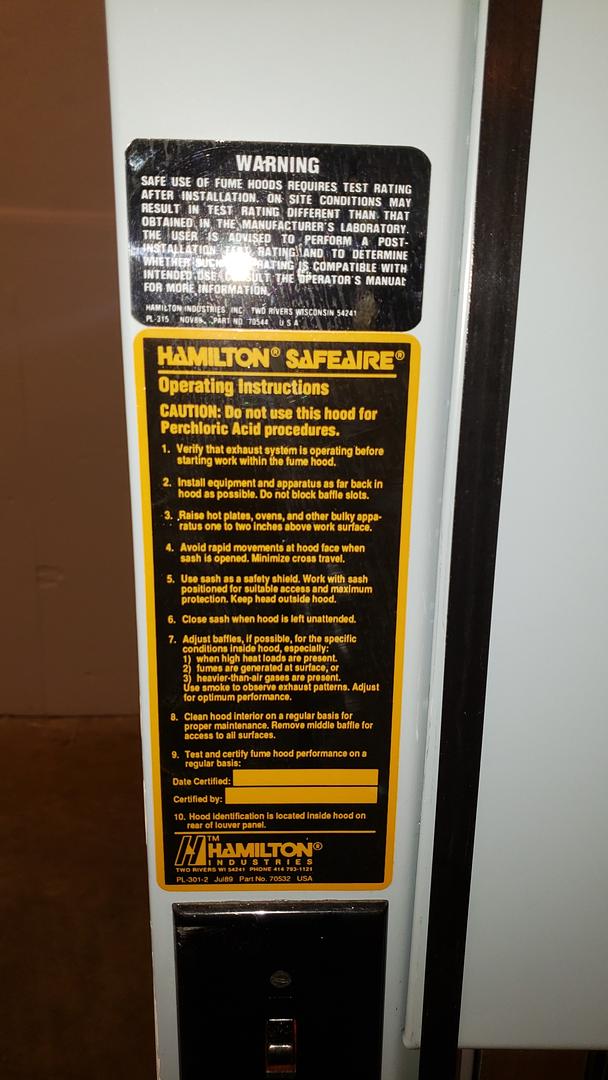 WARNING
SAFE USE OF FUME HOODS REQUIRES TEST RATING
AFTER INSTALLATION. ON SITE CONDITIONS MAY
RESULT IN TEST RATING DIFFERENT THAN THAT
OBTAINED IN THE MANUFACTURER'S LABORATORY.
THE USER IS ADVISED TO PERFORM A POST-
INSTALLATION TEST RATING AND TO DETERMINE
WHETHER SUCH RATING IS COMPATIBLE WITH
INTENDED USE. CONSULT THE OPERATOR'S MANUAL
FOR MORE INFORMATION.
HAMILTON INDUSTRIES, INC. TWO RIVERS WISCONSIN 54241
PL-315 NOV88 PART NO. 70544 U S A
HAMILTON® SAFEAIRE®
Operating Instructions
CAUTION: Do not use this hood for
Perchloric Acid procedures.
1. Verify that exhaust system is operating before
starting work within the fume hood.
2. Install equipment and apparatus as far back in
hood as possible. Do not block baffle slots.
3. Raise hot plates, ovens, and other bulky appa-
ratus one to two inches above work surface.
4. Avoid rapid movements at hood face when
sash is opened. Minimize cross travel.
5. Use sash as a safety shield. Work with sash
positioned for suitable access and maximum
protection. Keep head outside hood.
6. Close sash when hood is left unattended.
7. Adjust baffles, if possible, for the specific
conditions inside hood, especially:
1) when high heat loads are present.
2) fumes are generated at surface, or
3) heavier-than-air gases are present.
Use smoke to observe exhaust patterns. Adjust
for optimum performance.
8. Clean hood interior on a regular basis for
proper maintenance. Remove middle baffle for
access to all surfaces.
9. Test and certify fume hood performance on a
regular basis:
Date Certified:
Certified by:
10. Hood identification is located inside hood on
rear of louver panel.
H™ HAMILTON®
INDUSTRIES
TWO RIVERS WI 54241 PHONE 414 793-1121
PL-301-2 Jul89 Part No. 70532 USA